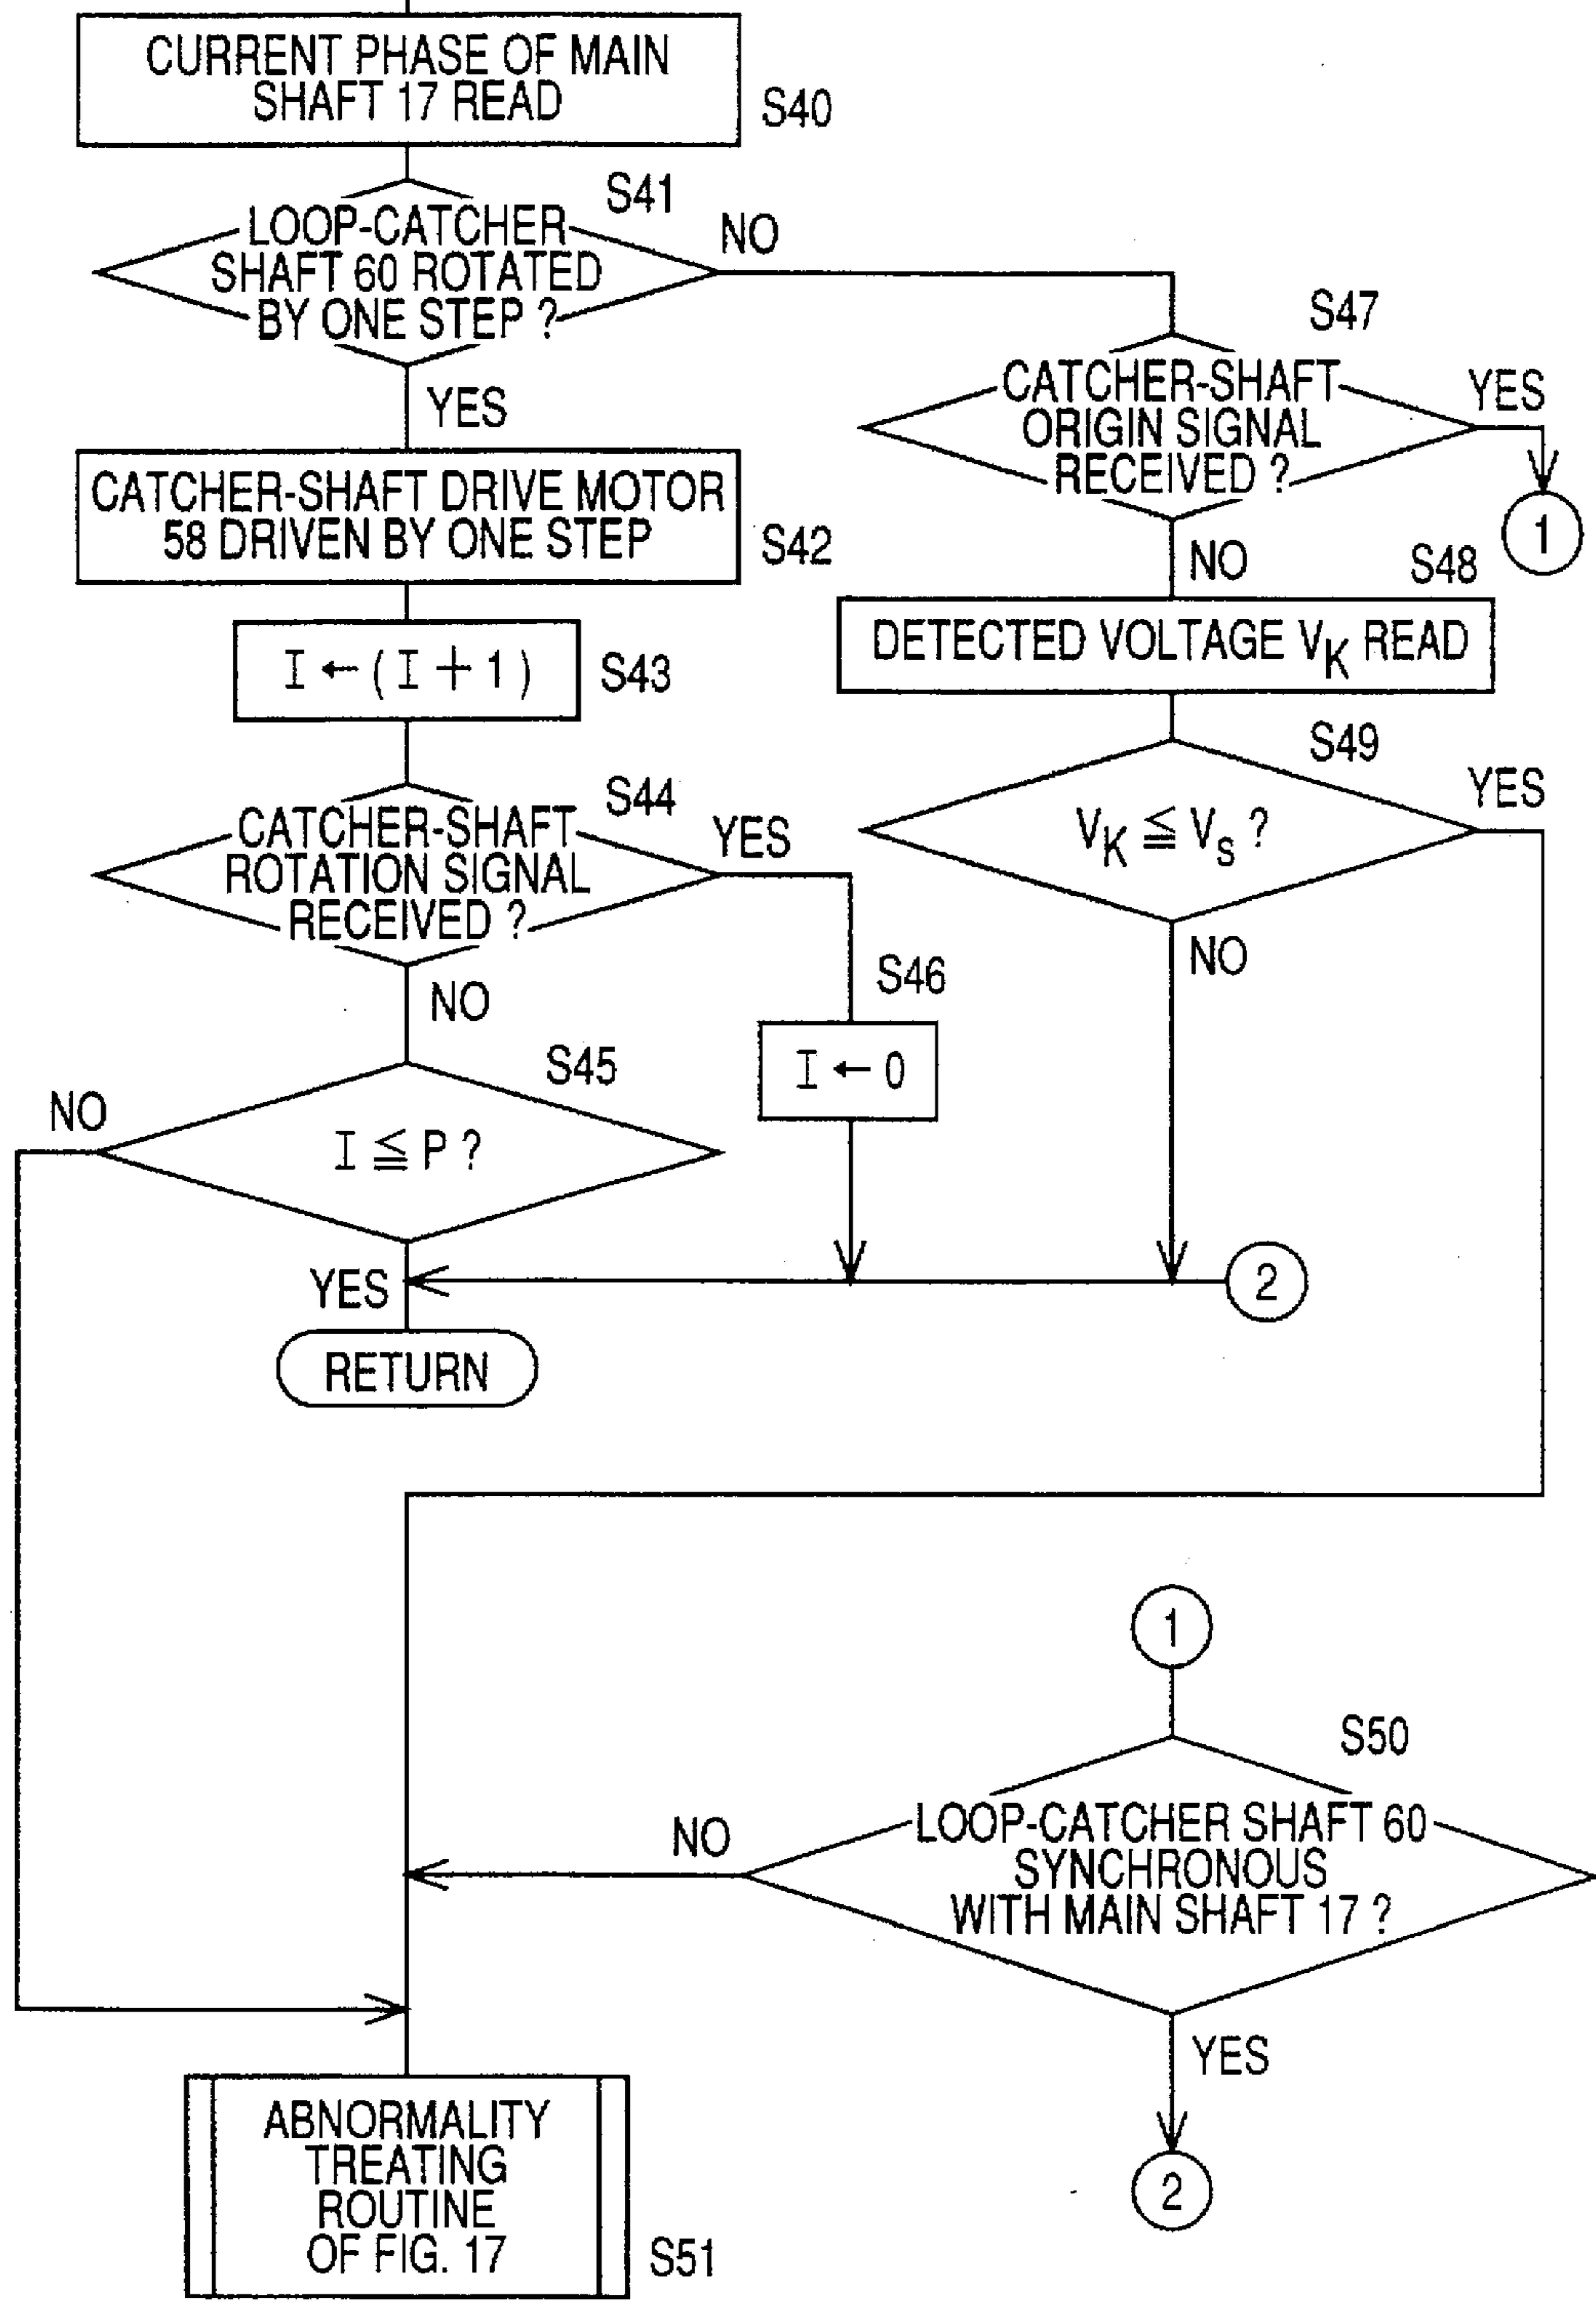 CURRENT PHASE OF MAIN
SHAFT 17 READ
S40
S41
LOOP-CATCHER
SHAFT 60 ROTATED
BY ONE STEP ?
NO
YES
S47
CATCHER-SHAFT
ORIGIN SIGNAL
RECEIVED ?
YES
1
NO
CATCHER-SHAFT DRIVE MOTOR
58 DRIVEN BY ONE STEP
S42
S48
DETECTED VOLTAGE VK READ
I ← ( I + 1 )
S43
S49
VK ≦ Vs ?
YES
NO
S44
CATCHER-SHAFT
ROTATION SIGNAL
RECEIVED ?
YES
NO
S46
I ← 0
S45
I ≦ P ?
NO
YES
2
RETURN
1
S50
LOOP-CATCHER SHAFT 60
SYNCHRONOUS
WITH MAIN SHAFT 17 ?
NO
YES
2
ABNORMALITY
TREATING
ROUTINE
OF FIG. 17
S51